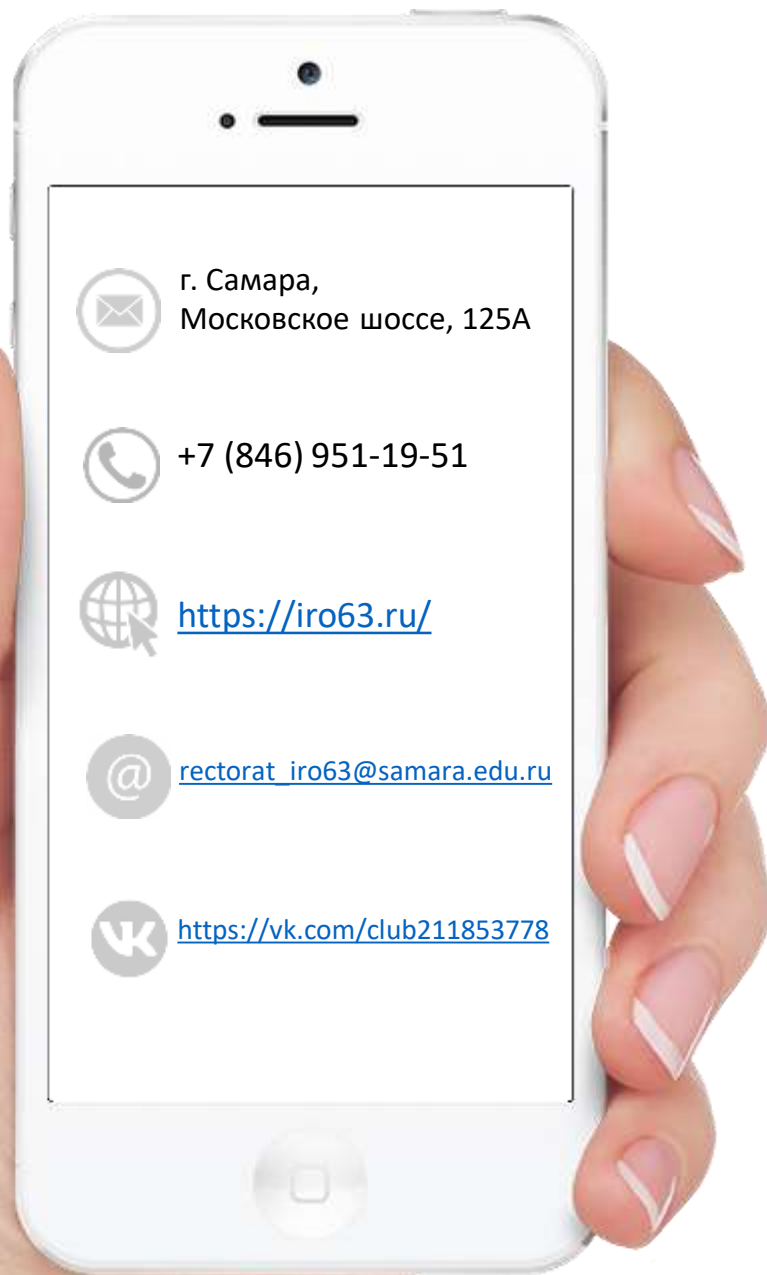 г. Самара,
Московское шоссе, 125А
+7 (846) 951-19-51
https://iro63.ru/
rectorat_iro63@samara.edu.ru
https://vk.com/club211853778